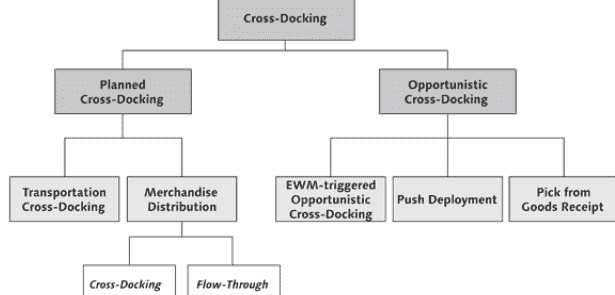 Cross-Docking
Planned
Cross-Docking
Opportunistic
Cross-Docking
Transportation
Cross-Docking
Merchandise
Distribution
EWM-triggered
Opportunistic
Cross-Docking
Push Deployment
Pick from
Goods Receipt
Cross-Docking
Flow-Through